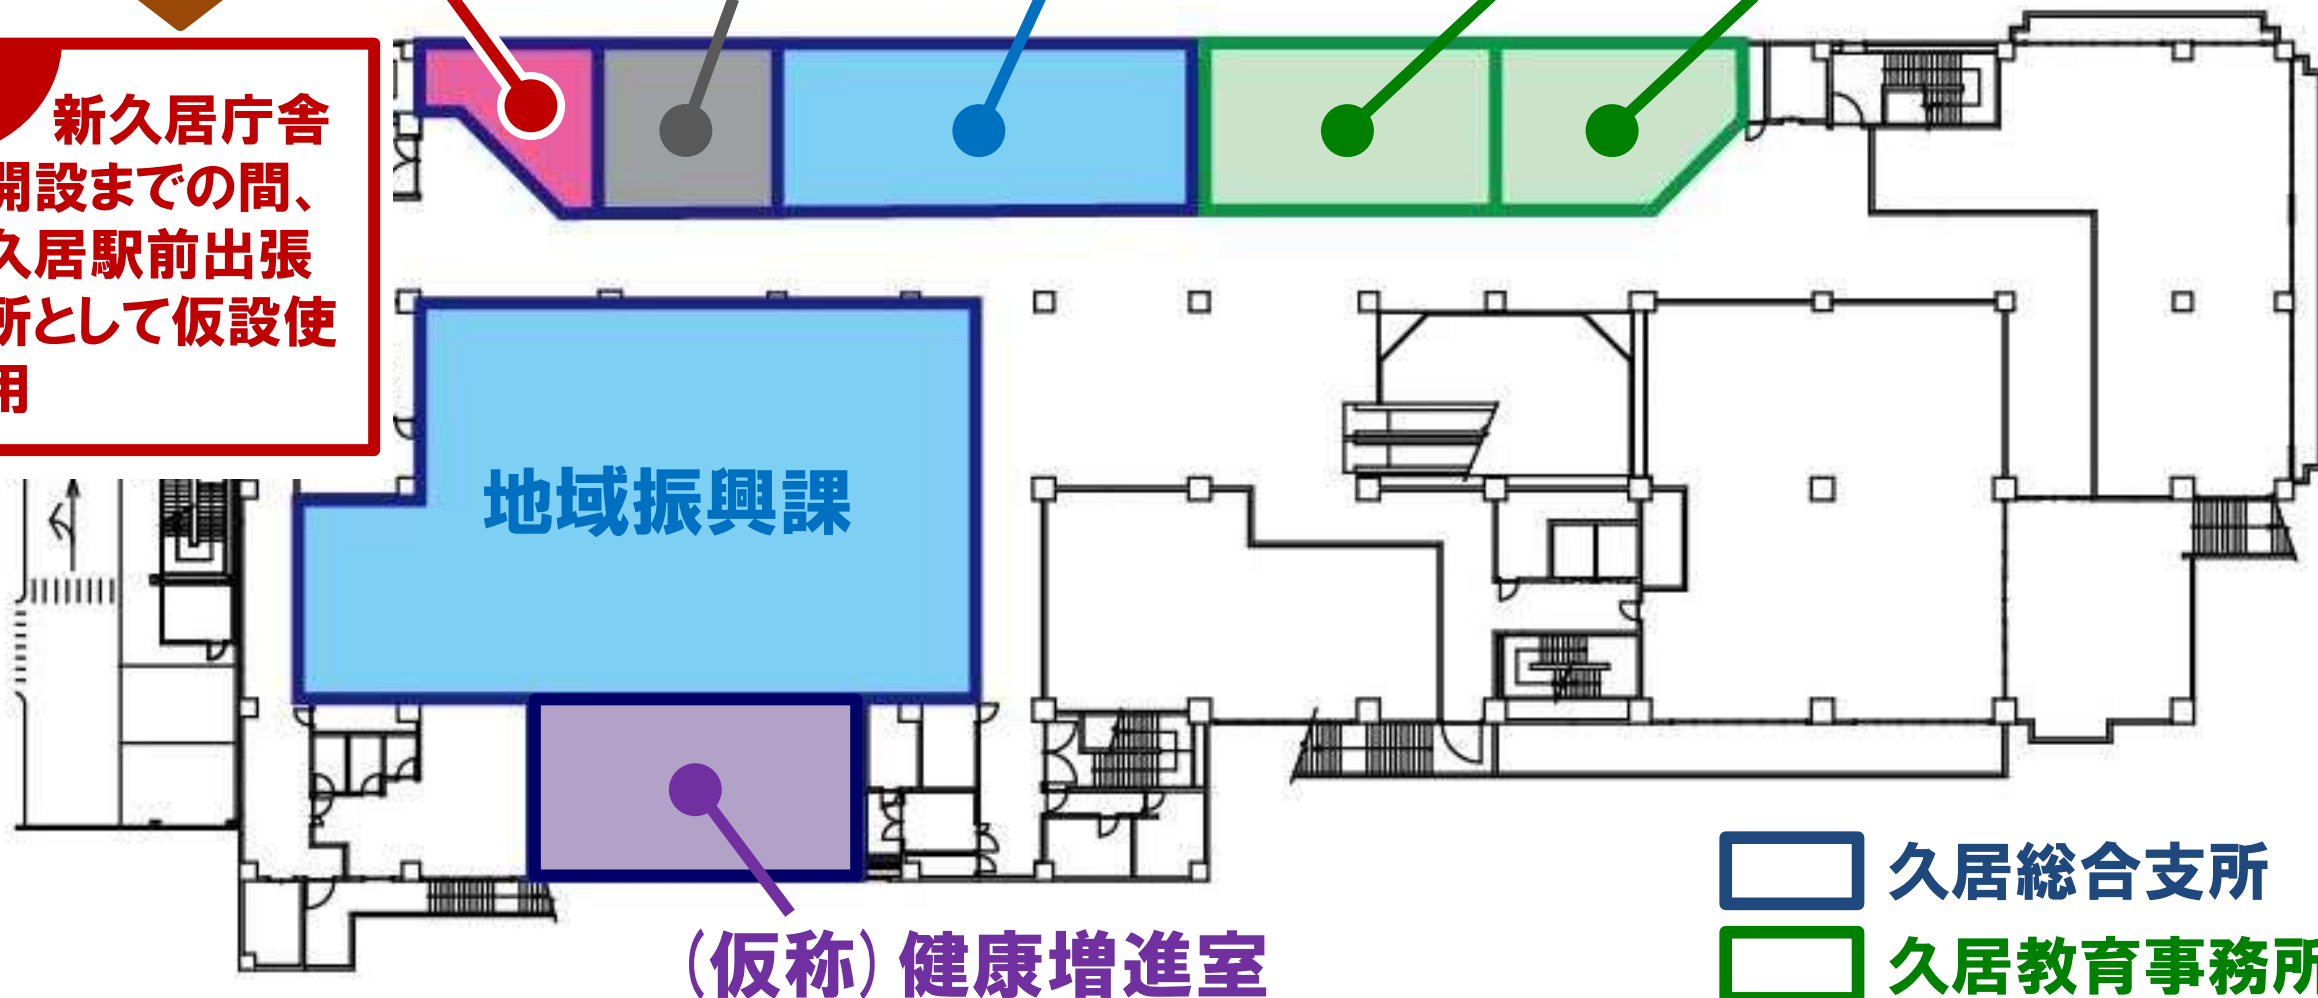 新久居庁舎
開設までの間、
久居駅前出張
所として仮設使
用
地域振興課
(仮称)健康増進室
久居総合支所
久居教育事務所